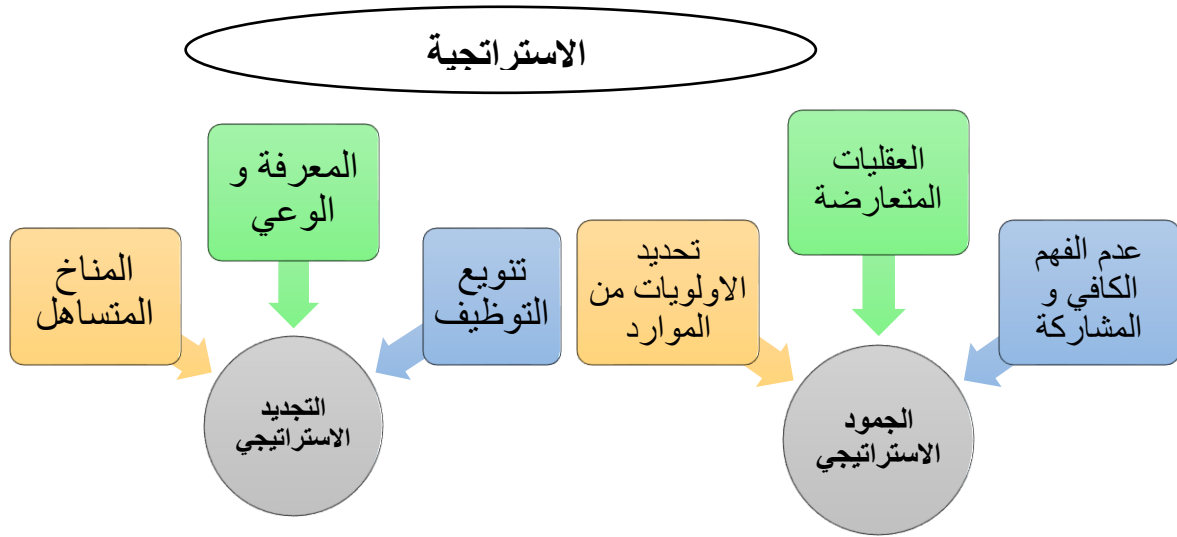 الاستراتجية
العقليات
المتعارضة
عدم الفهم
الكافي و
المشاركة
تحديد
الاولويات من
الموارد
الجمود
الاستراتيجي
المعرفة و
الوعي
تنويع
التوظيف
المناخ
المتساهل
التجديد
الاستراتيجي